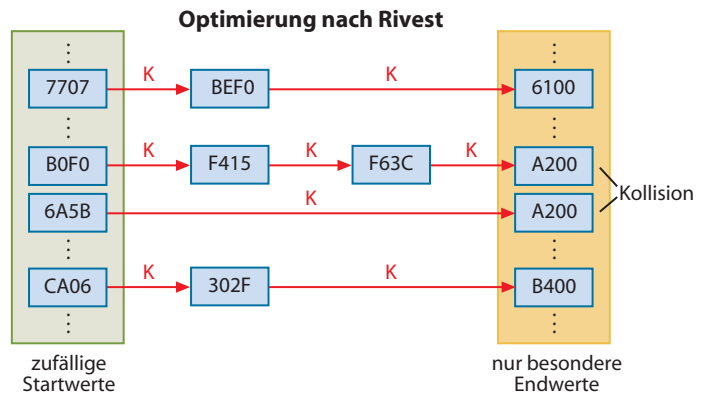 Optimierung nach Rivest
7707 K BEF0 K 6100
B0F0 K F415 K F63C K A200
Kollision
6A5B K A200
CA06 K 302F K B400
zufällige
Startwerte
nur besondere
Endwerte